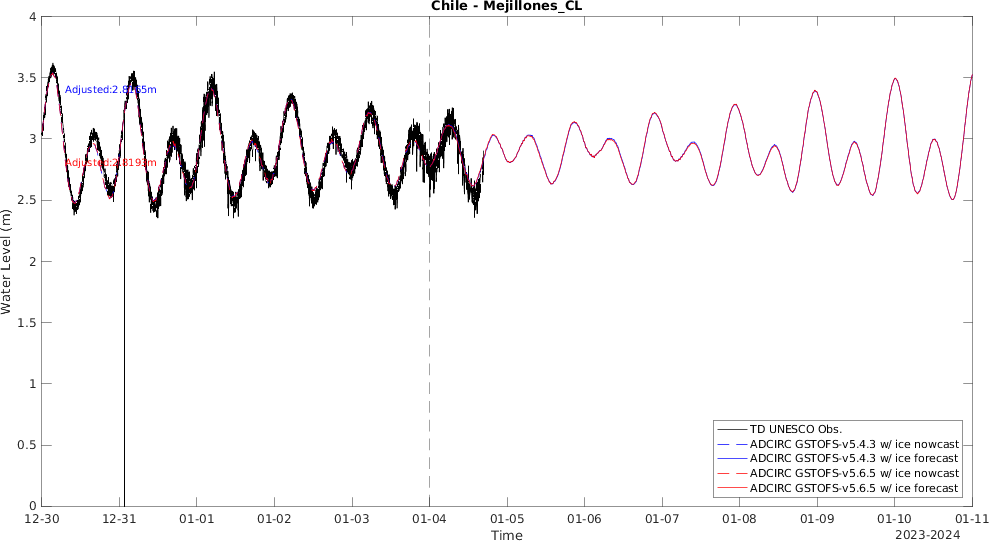 Chile - Mejillones_CL
4
3.5
3
2.5
2
1.5
1
0.5
0
Water Level (m)
Adjusted:2.8165m
Adjusted:2.8193m
TD UNESCO Obs.
ADCIRC GSTOFS-v5.4.3 w/ ice nowcast
ADCIRC GSTOFS-v5.4.3 w/ ice forecast
ADCIRC GSTOFS-v5.6.5 w/ ice nowcast
ADCIRC GSTOFS-v5.6.5 w/ ice forecast
12-30 12-31 01-01 01-02 01-03 01-04 01-05 01-06 01-07 01-08 01-09 01-10 01-11
Time
2023-2024